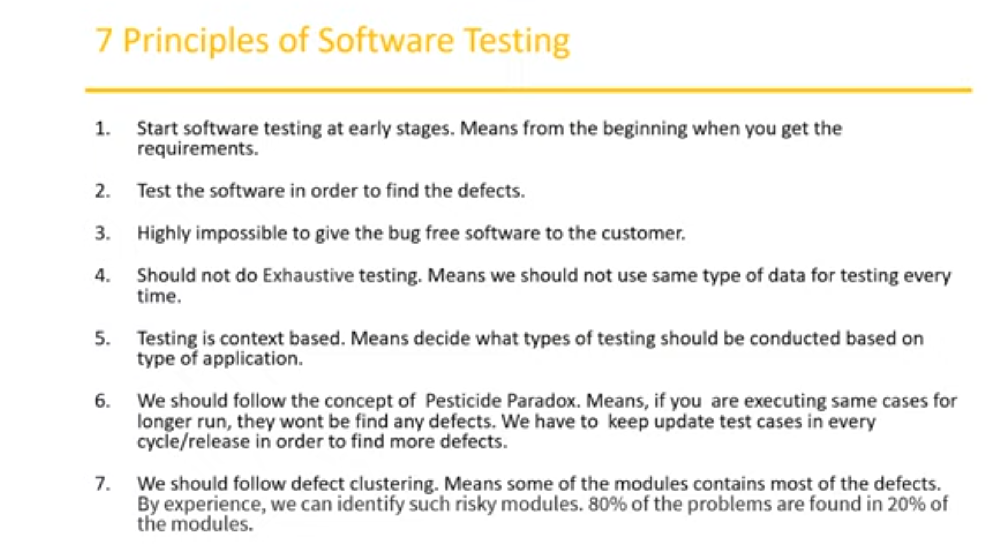 7 Principles of Software Testing
1. Start software testing at early stages. Means from the beginning when you get the
requirements.
2. Test the software in order to find the defects.
3. Highly impossible to give the bug free software to the customer.
4. Should not do Exhaustive testing. Means we should not use same type of data for testing every
time.
5. Testing is context based. Means decide what types of testing should be conducted based on
type of application.
6. We should follow the concept of Pesticide Paradox. Means, if you are executing same cases for
longer run, they wont be find any defects. We have to keep update test cases in every
cycle/release in order to find more defects.
7. We should follow defect clustering. Means some of the modules contains most of the defects.
By experience, we can identify such risky modules. 80% of the problems are found in 20% of
the modules.